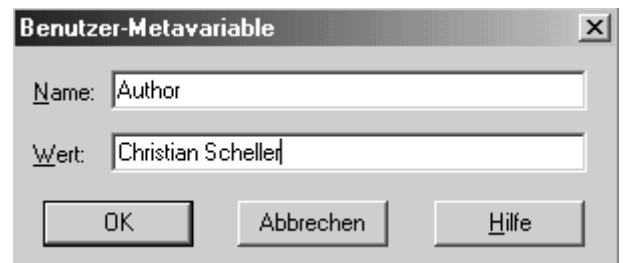 Benutzer-Metavariable
Name: Author
Wert: Christian Scheller
OK Abbrechen Hilfe